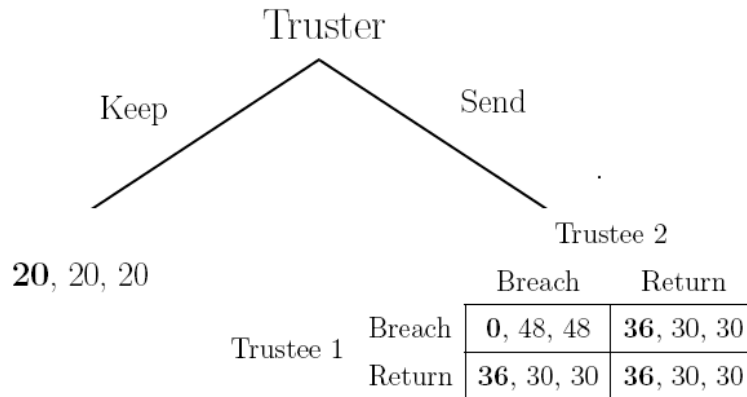 Truster
Keep
Send
.
Trustee 2
20, 20, 20
Breach Return
Trustee 1
Breach 0, 48, 48 36, 30, 30
Return 36, 30, 30 36, 30, 30